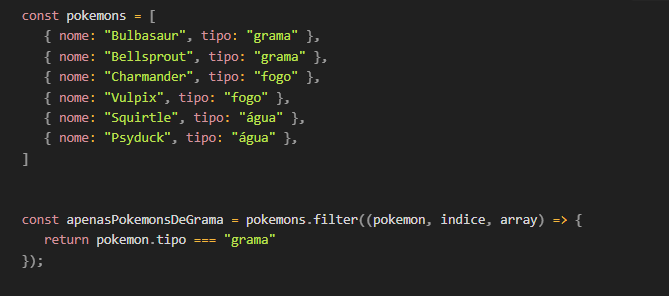 const pokemons = [
{ nome: "Bulbasaur", tipo: "grama" },
{ nome: "Bellsprout", tipo: "grama" },
{ nome: "Charmander", tipo: "fogo" },
{ nome: "Vulpix", tipo: "fogo" },
{ nome: "Squirtle", tipo: "água" },
{ nome: "Psyduck", tipo: "água" },
]
const apenasPokemonsDeGrama = pokemons.filter((pokemon, indice, array) => {
return pokemon.tipo === "grama"
});